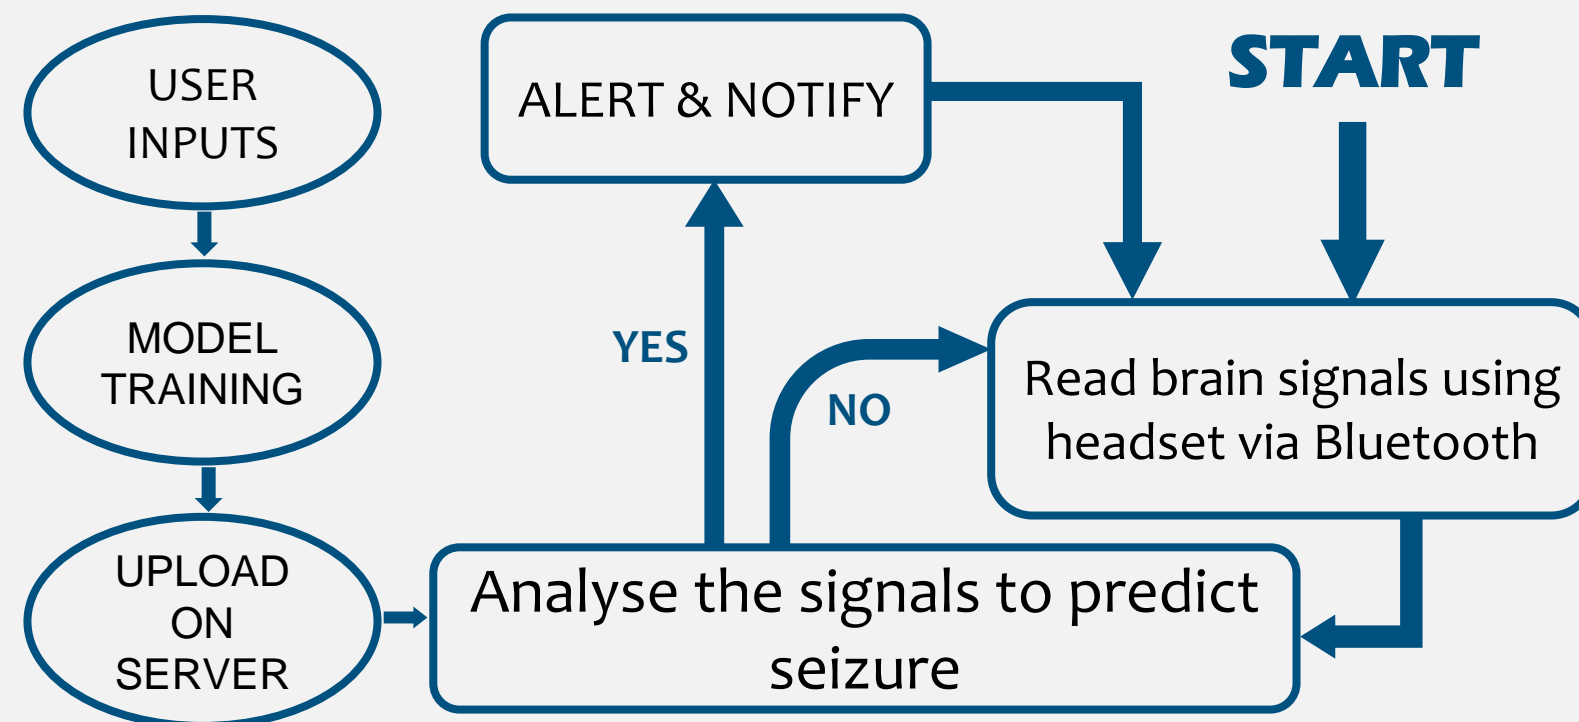 USER
INPUTS
ALERT & NOTIFY
START
MODEL
TRAINING
YES
NO
Read brain signals using
headset via Bluetooth
UPLOAD
ON
SERVER
Analyse the signals to predict
seizure